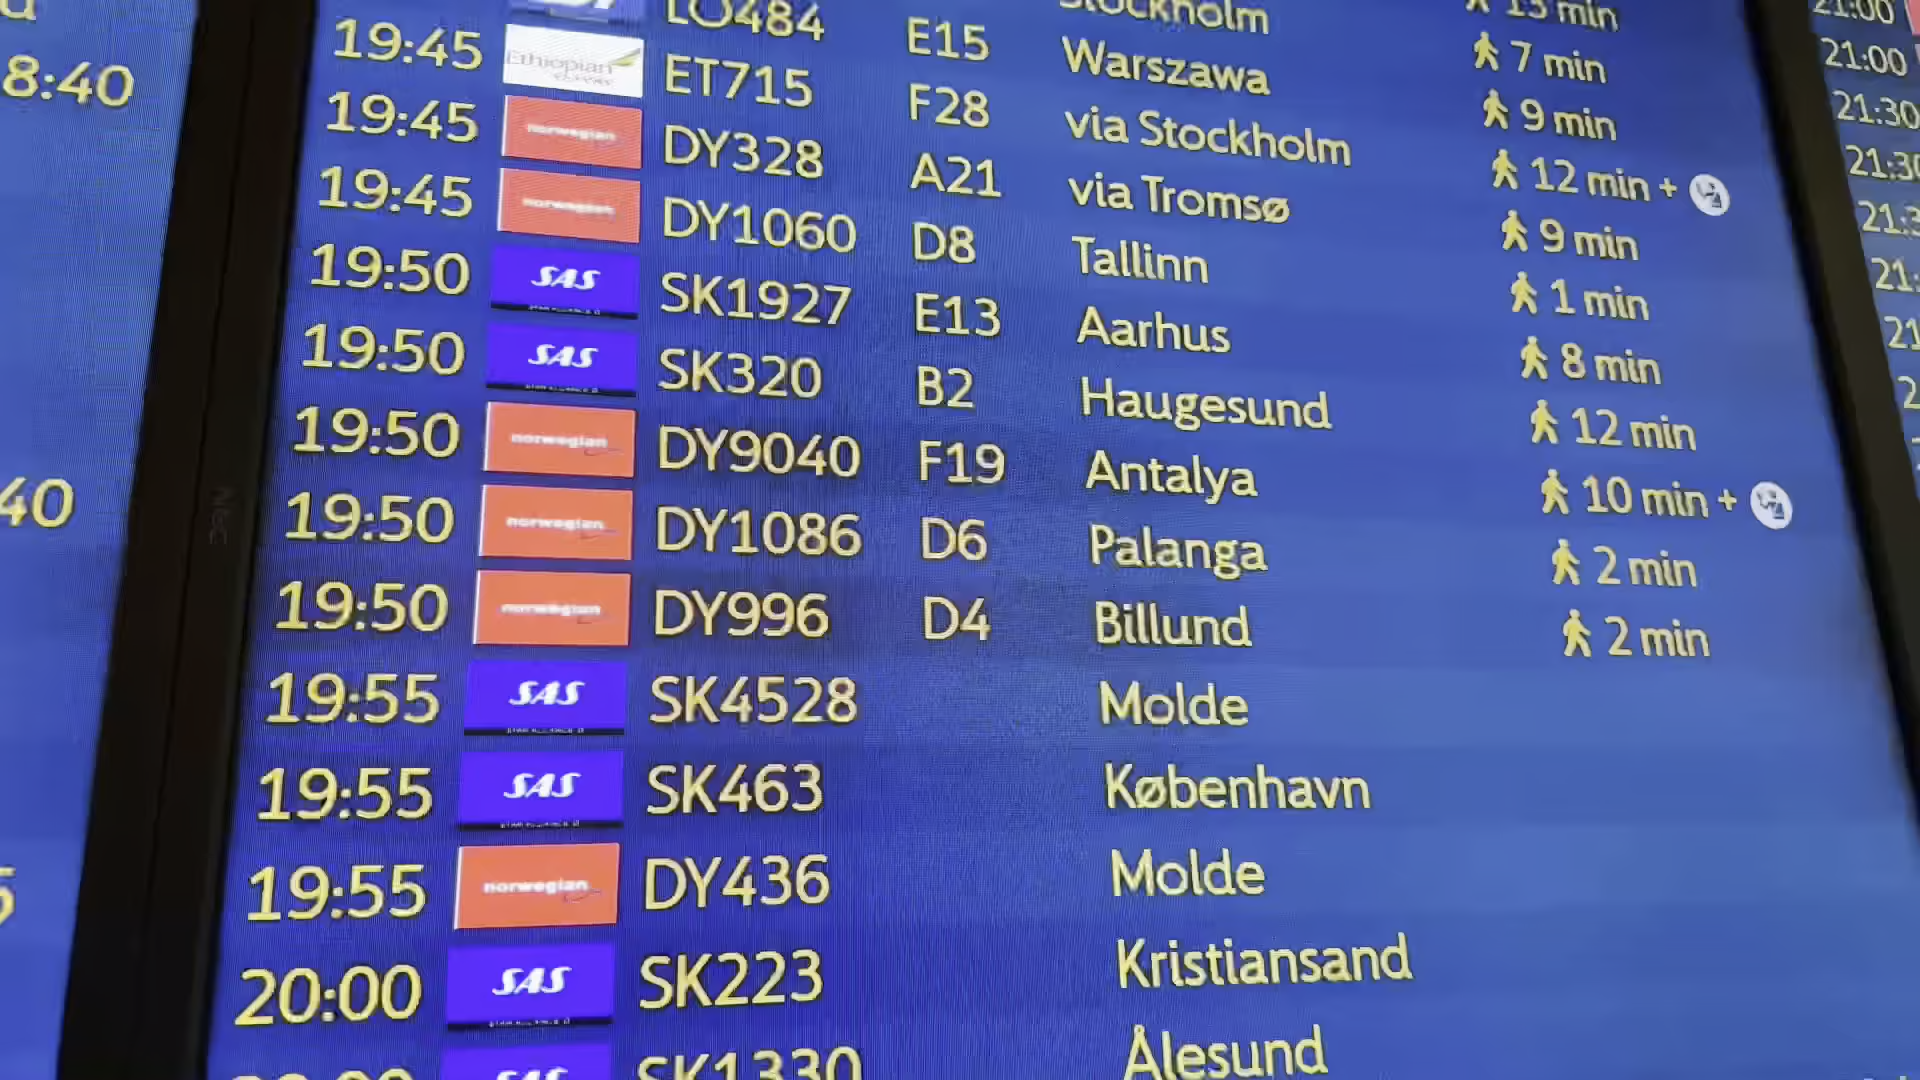 8:40
40
NEC
Stockholm 7 min
LO484 E15 Warszawa 9 min
19:45 Ethiopian ET715 F28 via Stockholm 12 min +
19:45 norwegian DY328 A21 via Tromsø 9 min
19:45 norwegian DY1060 D8 Tallinn 1 min
19:50 SAS SK1927 E13 Aarhus 8 min
19:50 SAS SK320 B2 Haugesund 12 min
19:50 norwegian DY9040 F19 Antalya 10 min +
19:50 norwegian DY1086 D6 Palanga 2 min
19:50 norwegian DY996 D4 Billund 2 min
19:55 SAS SK4528 Molde
19:55 SAS SK463 København
19:55 norwegian DY436 Molde
20:00 SAS SK223 Kristiansand
SAS SK1330 Ålesund
21:00
21:00
21:30